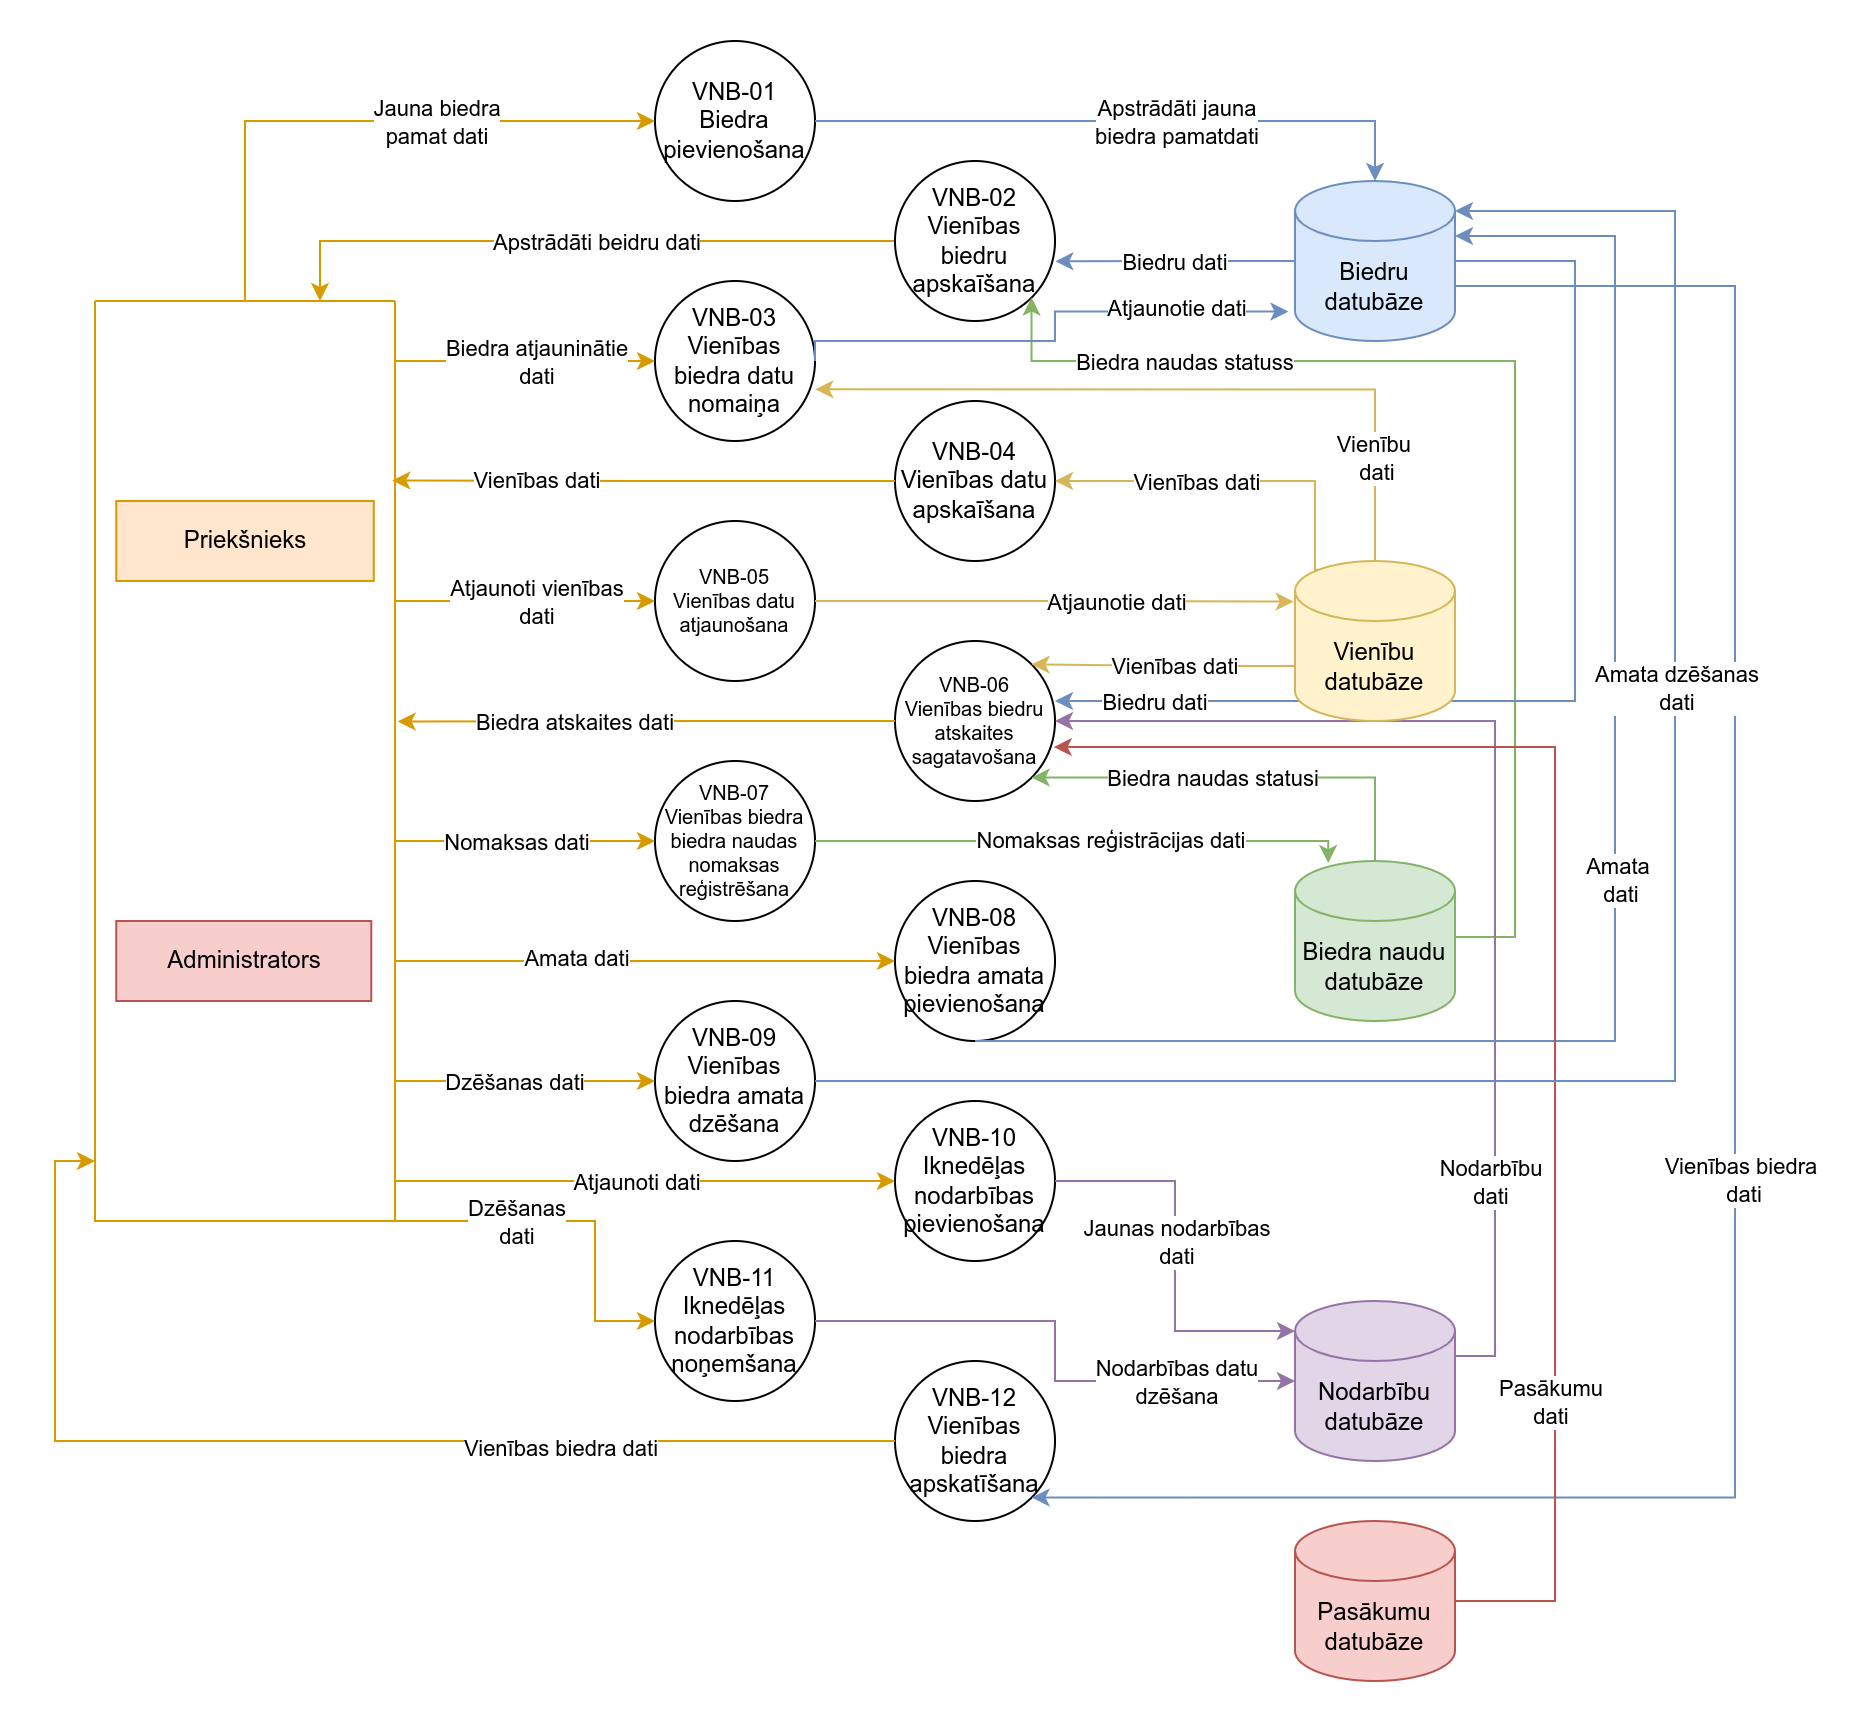 Jauna biedra
pamat dati
VNB-01
Biedra
pievienošana
Apstrādāti jauna
biedra pamatdati
VNB-02
Vienības
biedru
apskaīšana
Apstrādāti beidru dati
Biedru dati
Biedru
datubāze
Biedra atjauninātie
dati
VNB-03
Vienības
biedra datu
nomaiņa
Atjaunotie dati
Biedra naudas statuss
Vienību
dati
Vienības dati
VNB-04
Vienības datu
apskaīšana
Vienības dati
Priekšnieks
Atjaunoti vienības
dati
VNB-05
Vienības datu
atjaunošana
Atjaunotie dati
Vienību
datubāze
Amata dzēšanas
dati
Vienības dati
Biedru dati
VNB-06
Vienības biedru
atskaites
sagatavošana
Biedra atskaites dati
Biedra naudas statusi
Nomaksas dati
VNB-07
Vienības biedra
biedra naudas
nomaksas
reģistrēšana
Nomaksas reģistrācijas dati
Amata
dati
Biedra naudu
datubāze
Administrators
Amata dati
VNB-08
Vienības
biedra amata
pievienošana
Dzēšanas dati
VNB-09
Vienības
biedra amata
dzēšana
Atjaunoti dati
VNB-10
Iknedēļas
nodarbības
pievienošana
Nodarbību
dati
Vienības biedra
dati
Dzēšanas
dati
Jaunas nodarbības
dati
VNB-11
Iknedēļas
nodarbības
noņemšana
Nodarbības datu
dzēšana
Nodarbību
datubāze
Pasākumu
dati
Vienības biedra dati
VNB-12
Vienības
biedra
apskatīšana
Pasākumu
datubāze